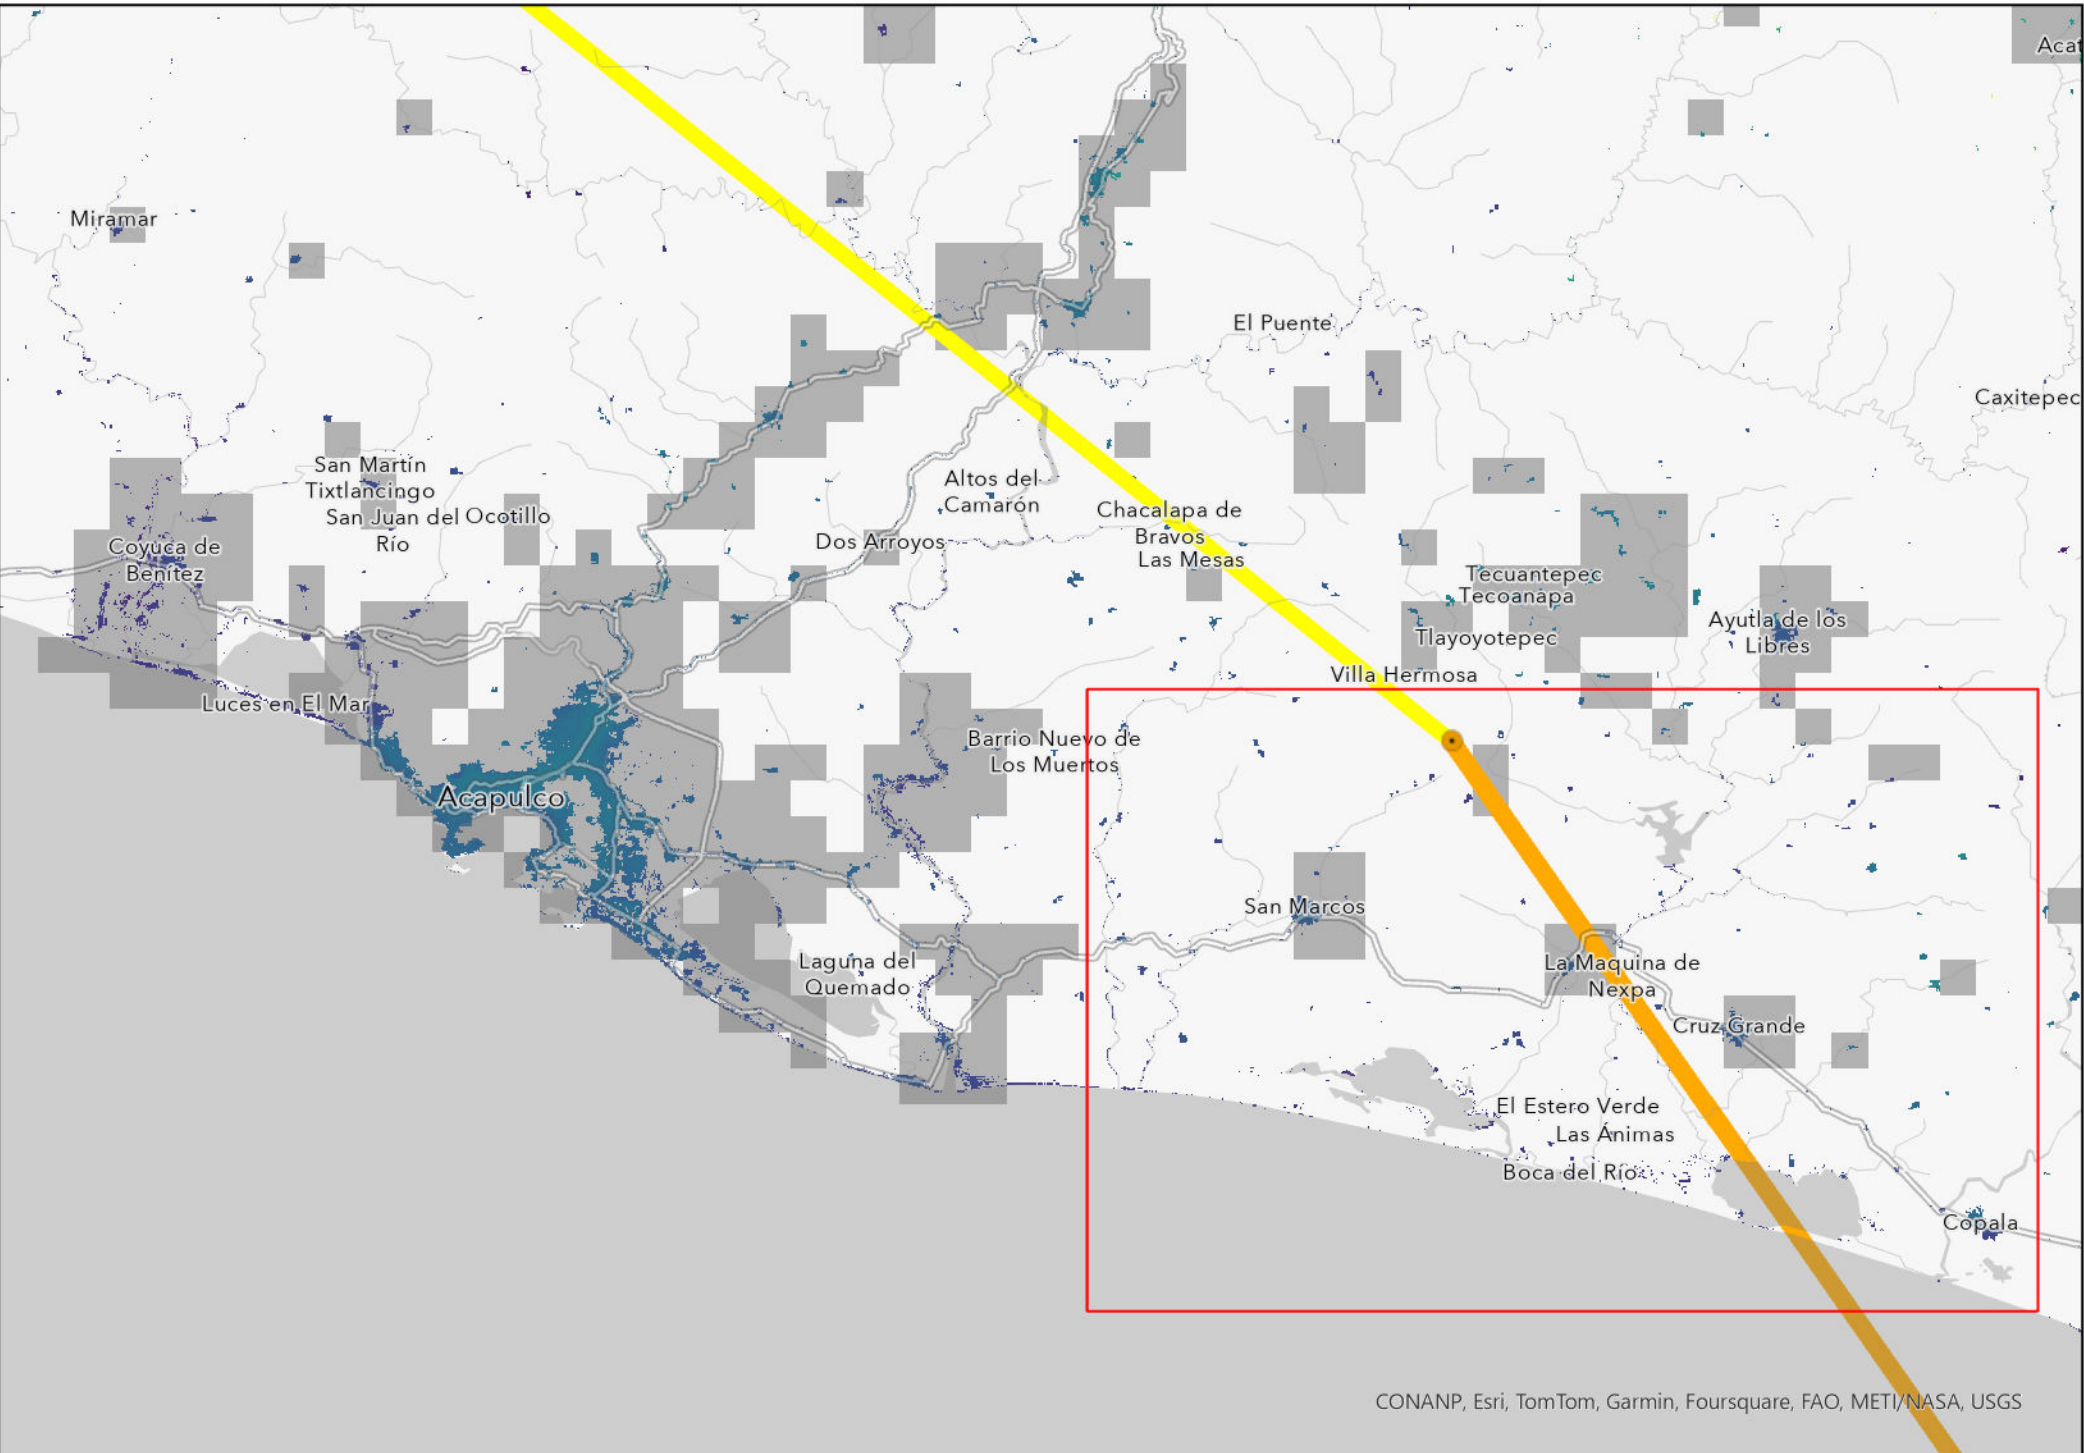 Acat
Miramar
El Puente
Caxitepec
San Martín
Tixtlancingo
San Juan del
Río
Ocotillo
Altos del
Camarón
Chacalapa de
Bravos
Las Mesas
Dos Arroyos
Coyuca de
Benítez
Tecuantepec
Tecoanapa
Ayutla de los
Libres
Tlayoyotepec
Villa Hermosa
Luces en El Mar
Barrio Nuevo de
Los Muertos
Acapulco
San Marcos
Laguna del
Quemado
La Maquina de
Nexpa
Cruz Grande
El Estero Verde
Las Ánimas
Boca del Río
Copala
CONANP, Esri, TomTom, Garmin, Foursquare, FAO, METI/NASA, USGS